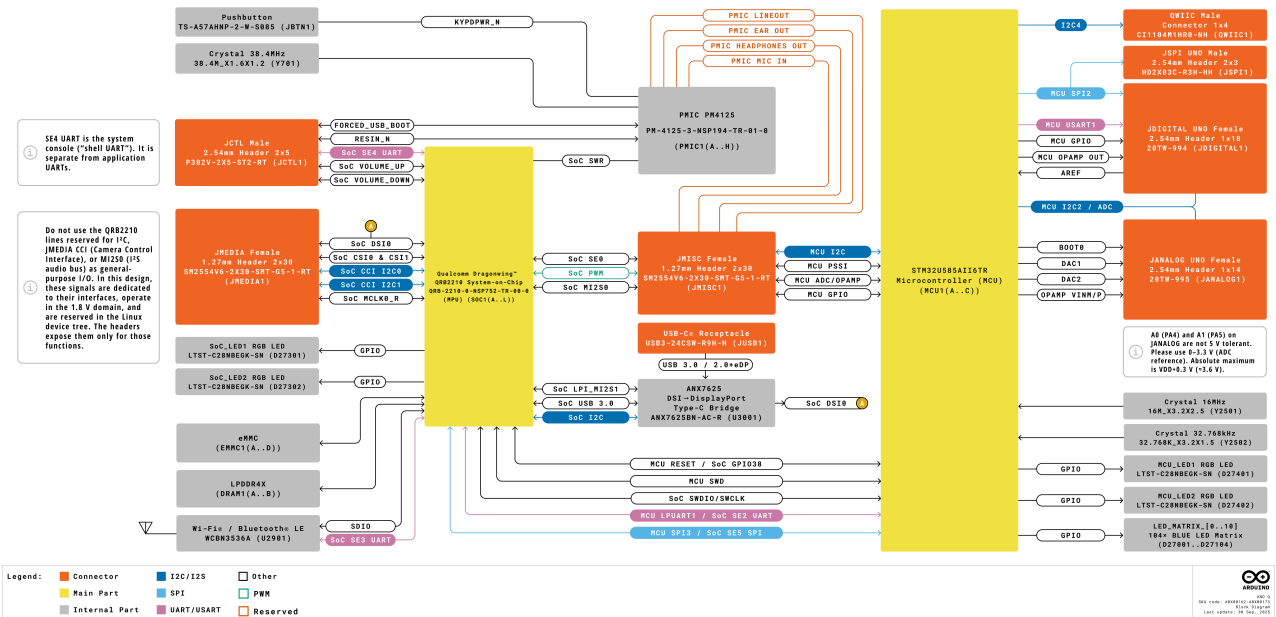 Pushbutton
TS-A57AHNP-2-W-S085 (JBTN1)
Crystal 38.4MHz
38.4M_X1.6X1.2 (Y701)
KYPDPWR_N
PMIC LINEOUT
PMIC EAR OUT
PMIC HEADPHONES OUT
PMIC MIC IN
PMIC PM4125
PM-4125-3-NSP194-TR-01-0
(PMIC1(A..H))
SE4 UART is the system
console ("shell UART"). It is
separate from application
UARTs.
JCTL Male
2.54mm Header 2x5
P302V-2X5-ST2-RT (JCTL1)
FORCED_USB_BOOT
RESIN_N
SoC SE4 UART
SoC VOLUME_UP
SoC VOLUME_DOWN
SoC SWR
Do not use the QRB2210
lines reserved for I²C,
JMEDIA CCI (Camera Control
Interface), or MI250 (I²S
audio bus) as general-
purpose I/O. In this design,
these signals are dedicated
to their interfaces, operate
in the 1.8 V domain, and
are reserved in the Linux
device tree. The headers
expose them only for those
functions.
JMEDIA Female
1.27mm Header 2x30
SM2554V6-2X30-SMT-G5-1-RT
(JMEDIA1)
A
SoC DSI0
SoC CSI0 & CSI1
SoC CCI I2C0
SoC CCI I2C1
SoC MCLK0_R
Qualcomm Dragonwing™
QRB2210 System-on-Chip
QRB-2210-0-NSP752-TR-00-0
(MPU) (SOC1(A..L))
SoC SE0
SoC PWM
SoC MI2S0
JMISC Female
1.27mm Header 2x30
SM2554V6-2X30-SMT-G5-1-RT
(JMISC1)
MCU I2C
MCU PSSI
MCU ADC/OPAMP
MCU GPIO
SoC_LED1 RGB LED
LTST-C28NBEGK-SN (D27301)
GPIO
SoC_LED2 RGB LED
LTST-C28NBEGK-SN (D27302)
GPIO
USB-C® Receptacle
USB3-24CSW-R9H-H (JUSB1)
USB 3.0 / 2.0+eDP
SoC LPI_MI2S1
SoC USB 3.0
SoC I2C
ANX7625
DSI→DisplayPort
Type-C Bridge
ANX7625BN-AC-R (U3001)
SoC DSI0
A
eMMC
(EMMC1(A..D))
LPDDR4X
(DRAM1(A..B))
Wi-Fi® / Bluetooth® LE
WCBN3536A (U2901)
SDIO
SoC SE3 UART
MCU RESET / SoC GPIO38
MCU SWD
SoC SWDIO/SWCLK
MCU LPUART1 / SoC SE2 UART
MCU SPI3 / SoC SE5 SPI
STM32U585AII6TR
Microcontroller (MCU)
(MCU1(A..C))
I2C4
QWIIC Male
Connector 1x4
CI1104M1HR0-NH (QWIIC1)
JSPI UNO Male
2.54mm Header 2x3
HD2X03C-R3H-HH (JSPI1)
MCU SPI2
MCU USART1
MCU GPIO
MCU OPAMP OUT
AREF
JDIGITAL UNO Female
2.54mm Header 1x18
20TW-994 (JDIGITAL1)
MCU I2C2 / ADC
BOOT0
DAC1
DAC2
OPAMP VINM/P
JANALOG UNO Female
2.54mm Header 1x14
20TW-995 (JANALOG1)
A0 (PA4) and A1 (PA5) on
JANALOG are not 5 V tolerant.
Please use 0–3.3 V (ADC
reference). Absolute maximum
is VDD+0.3 V (≈3.6 V).
Crystal 16MHz
16M_X3.2X2.5 (Y2501)
Crystal 32.768kHz
32.768K_X3.2X1.5 (Y2502)
GPIO
MCU_LED1 RGB LED
LTST-C28NBEGK-SN (D27401)
GPIO
MCU_LED2 RGB LED
LTST-C28NBEGK-SN (D27402)
GPIO
LED_MATRIX_[0..10]
104× BLUE LED Matrix
(D27001..D27104)
Legend:
Connector
Main Part
Internal Part
I2C/I2S
SPI
UART/USART
Other
PWM
Reserved
ARDUINO
UNO Q
SKU code: ABX00162-ABX00173
Block Diagram
Last update: 30 Sep, 2025